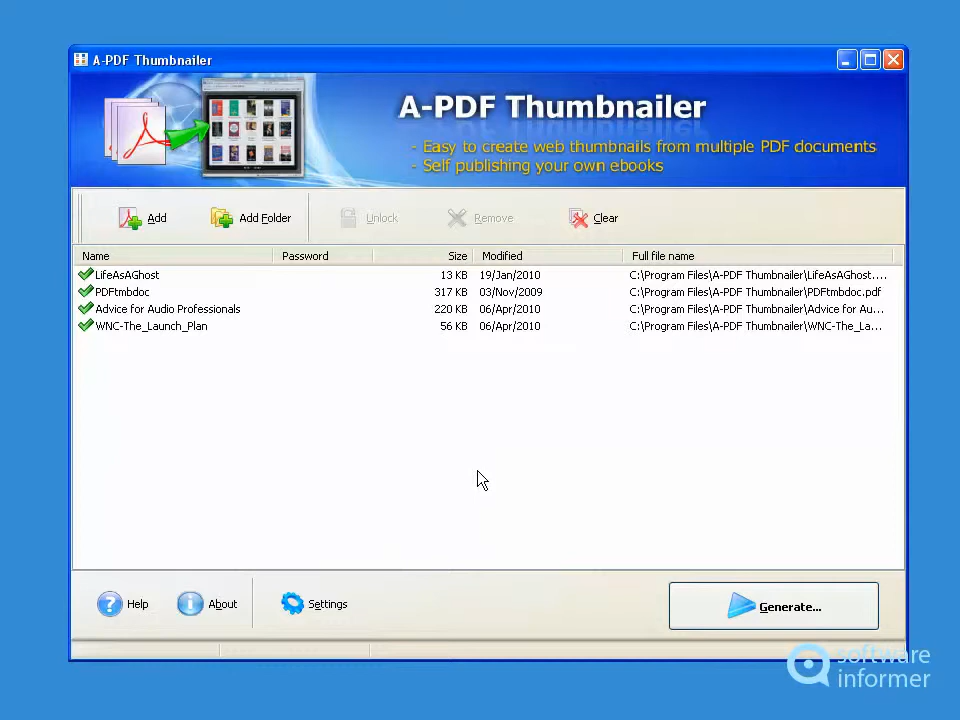 A-PDF Thumbnailer
A-PDF Thumbnailer
- Easy to create web thumbnails from multiple PDF documents
- Self publishing your own ebooks
Add Add Folder Unlock Remove Clear
Name Password Size Modified Full file name
LifeAsAGhost 13 KB 19/Jan/2010 C:\Program Files\A-PDF Thumbnailer\LifeAsAGhost....
PDFtmbdoc 317 KB 03/Nov/2009 C:\Program Files\A-PDF Thumbnailer\PDFtmbdoc.pdf
Advice for Audio Professionals 220 KB 06/Apr/2010 C:\Program Files\A-PDF Thumbnailer\Advice for Au...
WNC-The_Launch_Plan 56 KB 06/Apr/2010 C:\Program Files\A-PDF Thumbnailer\WNC-The_La...
Help About Settings Generate...
software
informer